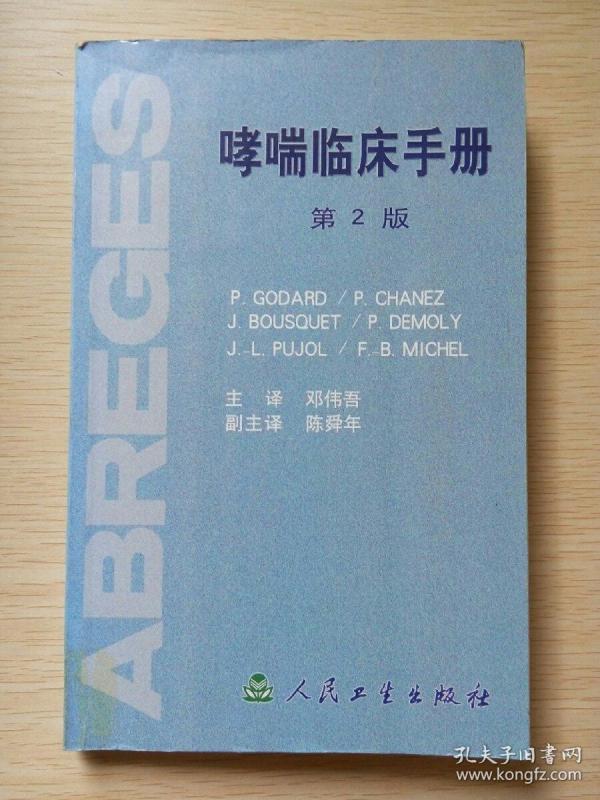 ABREGES
哮喘临床手册
第 2 版
P. GODARD / P. CHANEZ
J. BOUSQUET / P. DEMOLY
J.-L. PUJOL / F.-B. MICHEL
主 译 邓伟吾
副主译 陈舜年
人民卫生出版社
孔夫子旧書网
www.kongfz.com